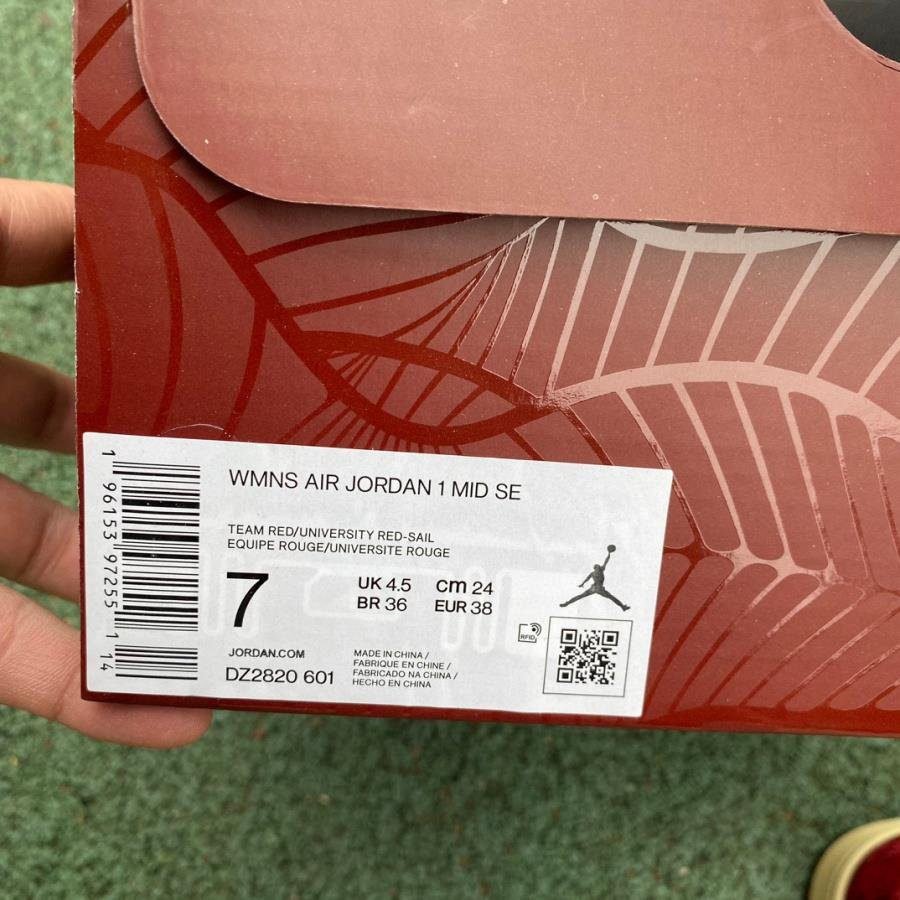 WMNS AIR JORDAN 1 MID SE
TEAM RED/UNIVERSITY RED-SAIL
EQUIPE ROUGE/UNIVERSITE ROUGE
7
UK 4.5 cm 24
BR 36 EUR 38
JORDAN.COM
DZ2820 601
MADE IN CHINA /
FABRIQUE EN CHINE /
FABRICADO NA CHINA /
HECHO EN CHINA
RFID
1 96153 97255 1 14